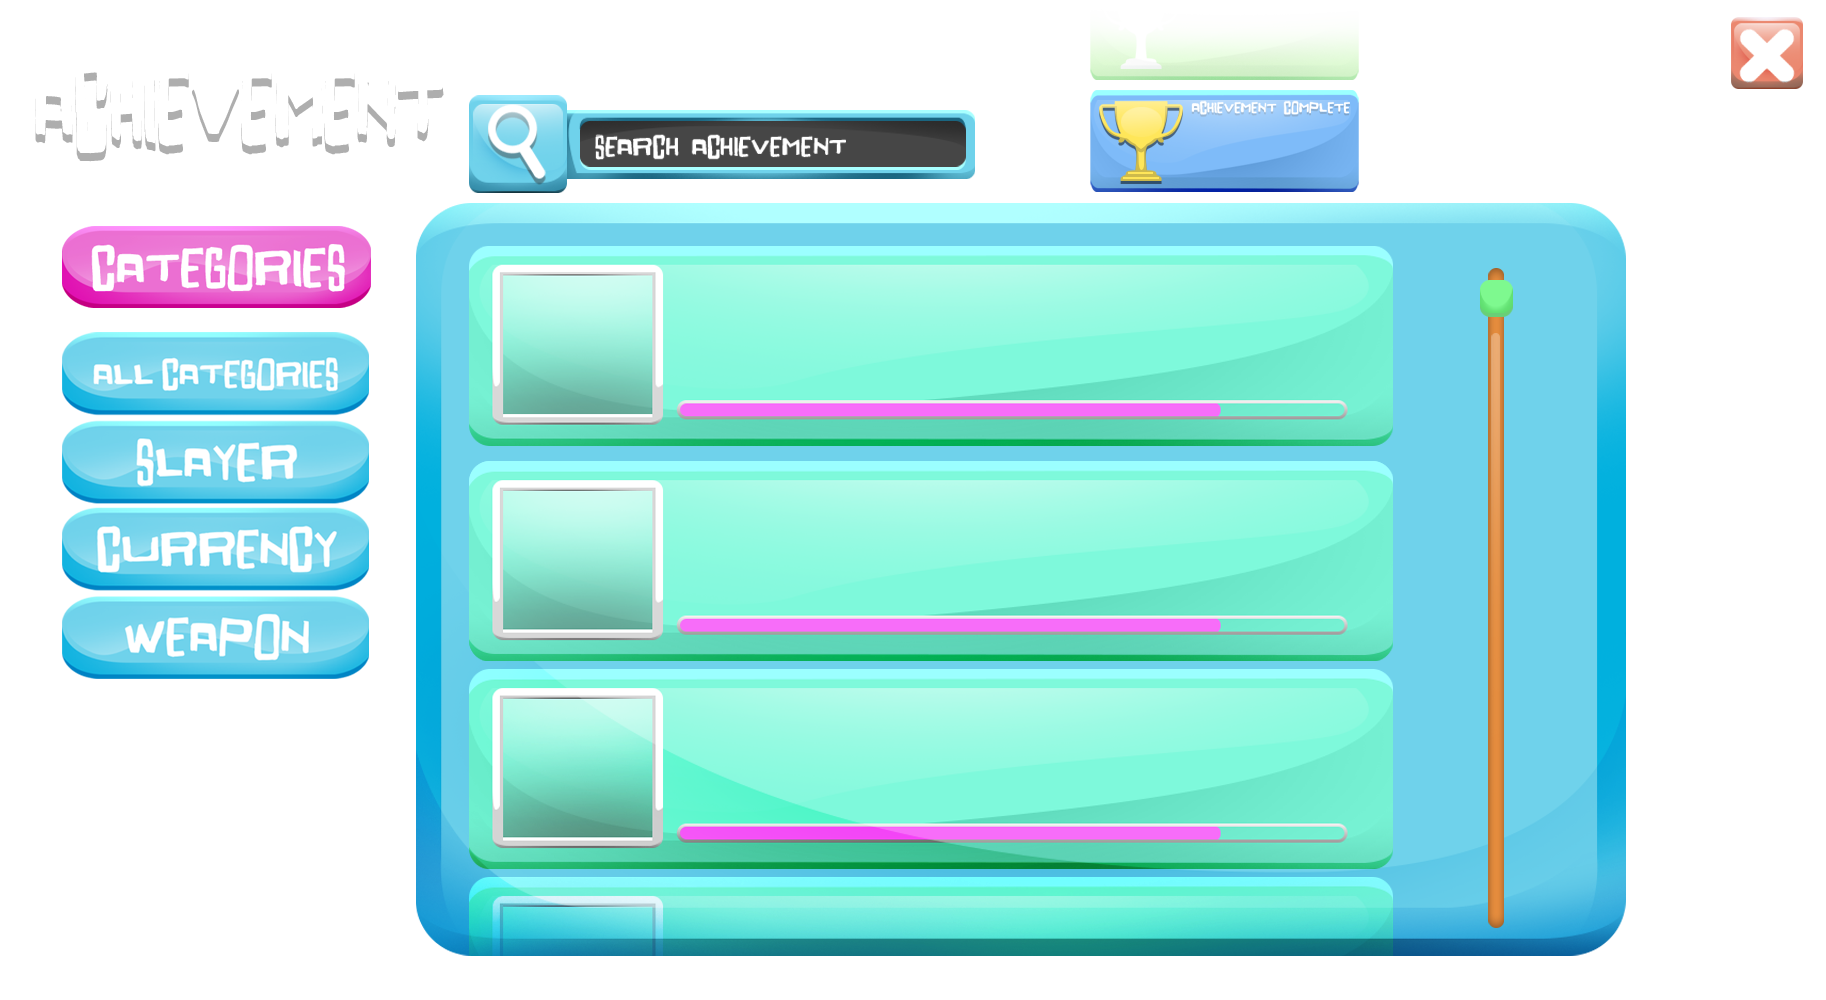 ACHIEVEMENT
SEARCH ACHIEVEMENT
ACHIEVEMENT COMPLETE
CATEGORIES
ALL CATEGORIES
SLAYER
CURRENCY
WEAPON